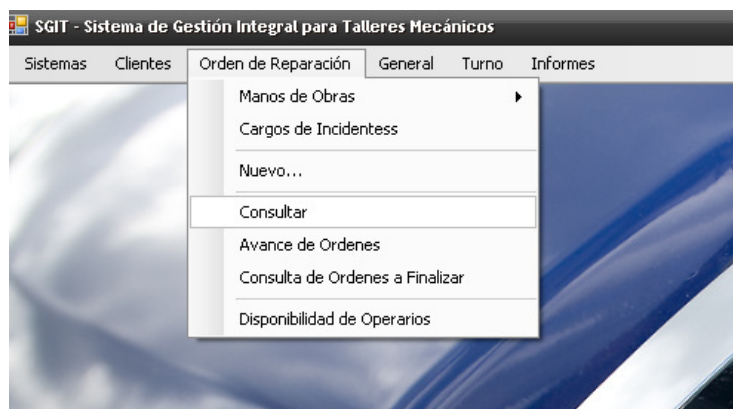 SGIT - Sistema de Gestión Integral para Talleres Mecánicos
Sistemas Clientes Orden de Reparación General Turno Informes
Manos de Obras
Cargos de Incidentess
Nuevo...
Consultar
Avance de Ordenes
Consulta de Ordenes a Finalizar
Disponibilidad de Operarios